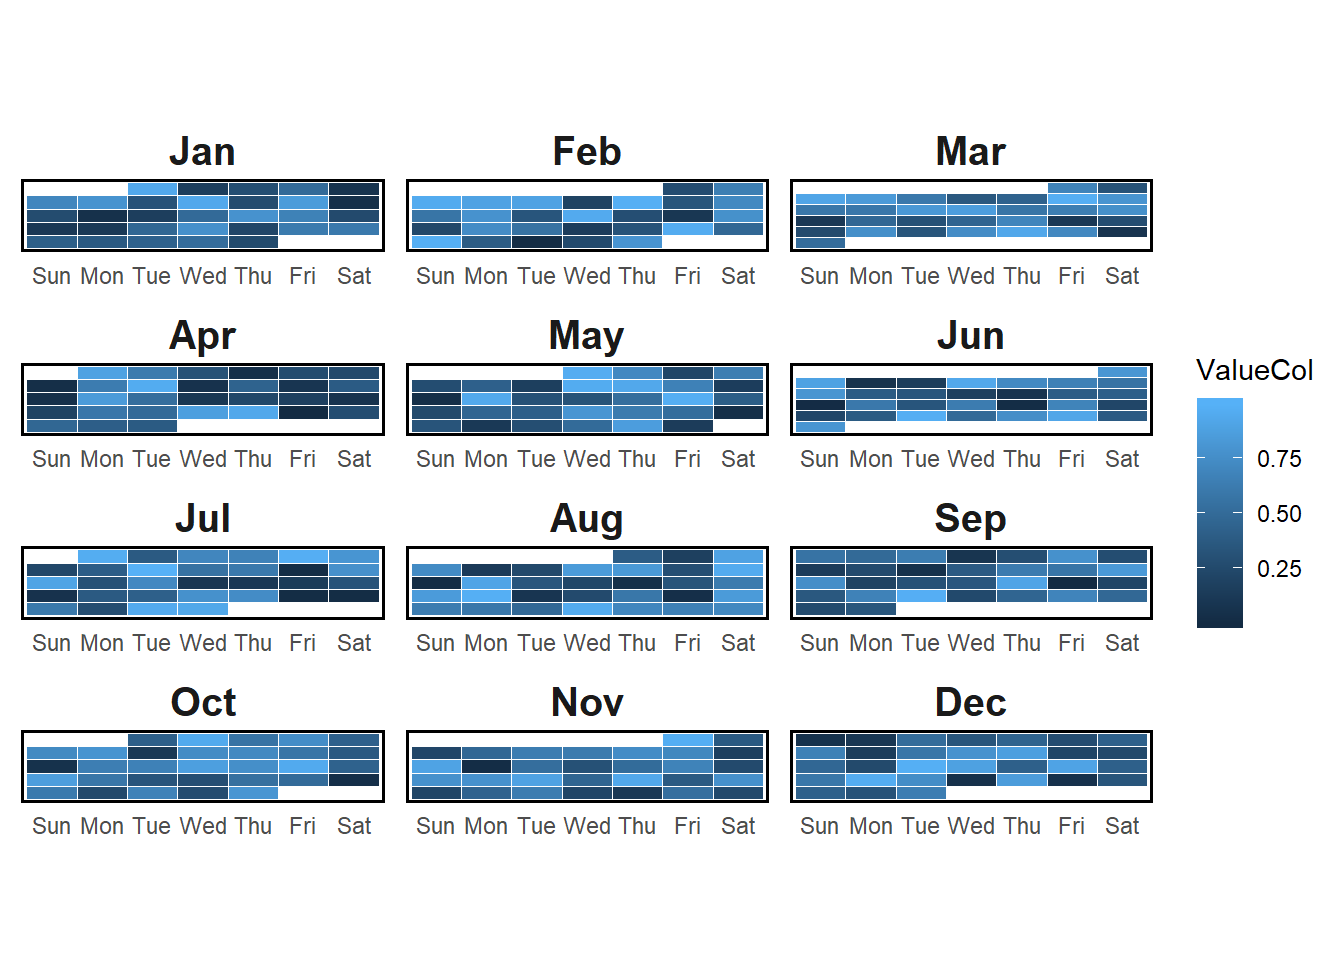 Jan Feb Mar
Sun Mon Tue Wed Thu Fri Sat Sun Mon Tue Wed Thu Fri Sat Sun Mon Tue Wed Thu Fri Sat
Apr May Jun
Sun Mon Tue Wed Thu Fri Sat Sun Mon Tue Wed Thu Fri Sat Sun Mon Tue Wed Thu Fri Sat
Jul Aug Sep
Sun Mon Tue Wed Thu Fri Sat Sun Mon Tue Wed Thu Fri Sat Sun Mon Tue Wed Thu Fri Sat
Oct Nov Dec
Sun Mon Tue Wed Thu Fri Sat Sun Mon Tue Wed Thu Fri Sat Sun Mon Tue Wed Thu Fri Sat
ValueCol
0.75
0.50
0.25